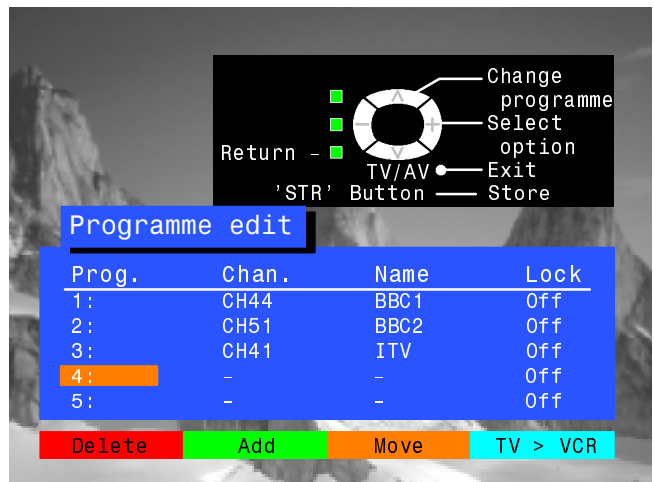 Change
programme
Select
option
Return –
TV/AV
Exit
'STR' Button
Store
Programme edit
Prog. Chan. Name Lock
1: CH44 BBC1 Off
2: CH51 BBC2 Off
3: CH41 ITV Off
4: – – Off
5: – – Off
Delete Add Move TV > VCR